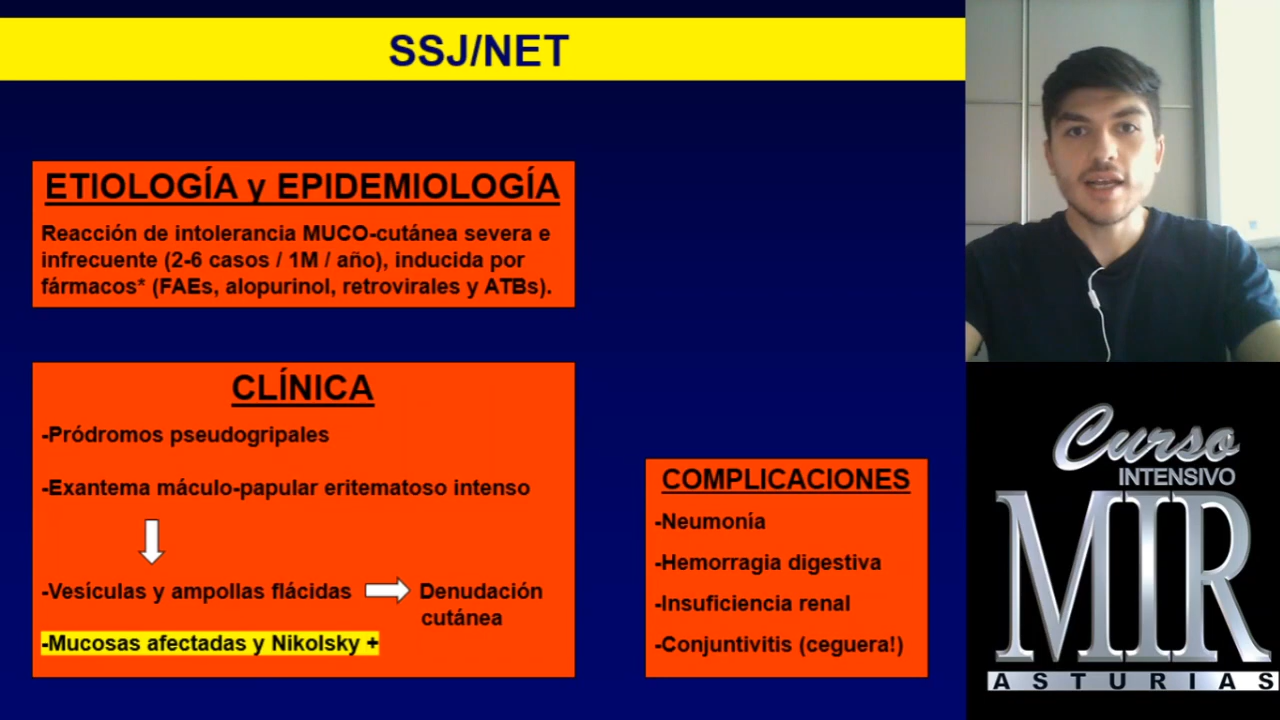 SSJ/NET
ETIOLOGÍA y EPIDEMIOLOGÍA
Reacción de intolerancia MUCO-cutánea severa e
infrecuente (2-6 casos / 1M / año), inducida por
fármacos* (FAEs, alopurinol, retrovirales y ATBs).
CLÍNICA
-Pródromos pseudogripales
-Exantema máculo-papular eritematoso intenso
-Vesículas y ampollas flácidas
Denudación
cutánea
-Mucosas afectadas y Nikolsky +
COMPLICACIONES
-Neumonía
-Hemorragia digestiva
-Insuficiencia renal
-Conjuntivitis (ceguera!)
Curso
INTENSIVO
MIR
ASTURIAS